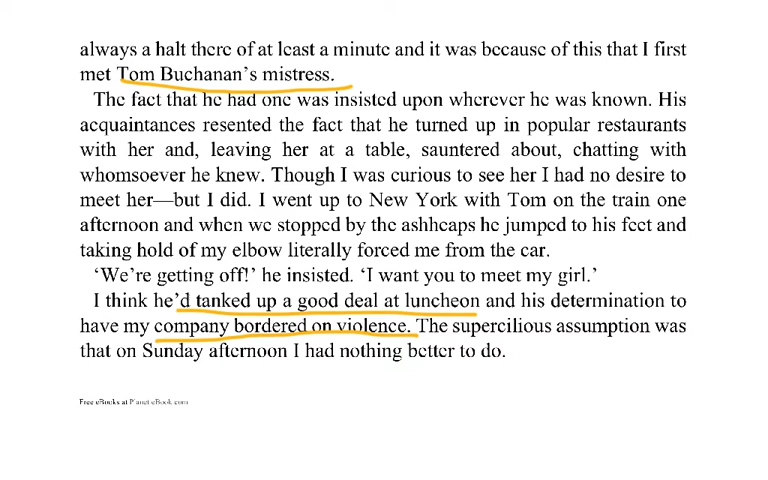 always a halt there of at least a minute and it was because of this that I first
met Tom Buchanan’s mistress.
The fact that he had one was insisted upon wherever he was known. His
acquaintances resented the fact that he turned up in popular restaurants
with her and, leaving her at a table, sauntered about, chatting with
whomsoever he knew. Though I was curious to see her I had no desire to
meet her—but I did. I went up to New York with Tom on the train one
afternoon and when we stopped by the ashheaps he jumped to his feet and
taking hold of my elbow literally forced me from the car.
‘We’re getting off!’ he insisted. ‘I want you to meet my girl.’
I think he’d tanked up a good deal at luncheon and his determination to
have my company bordered on violence. The supercilious assumption was
that on Sunday afternoon I had nothing better to do.
Free eBooks at Planet eBook.com